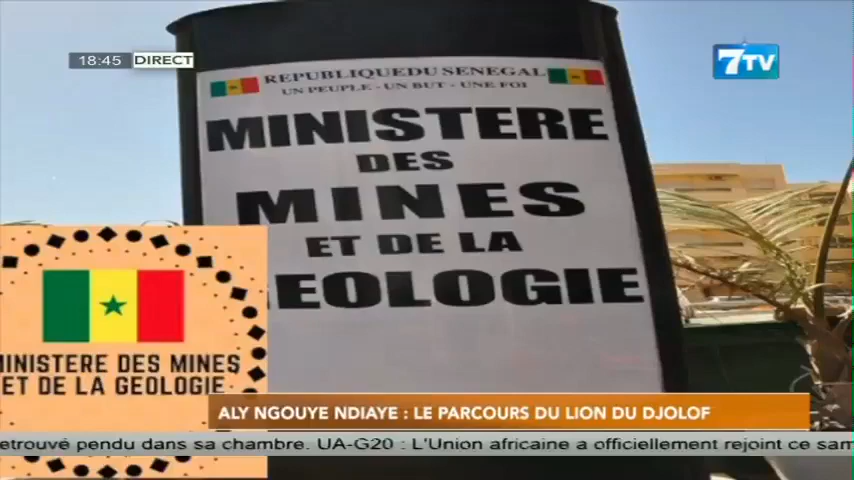 18:45 DIRECT
7TV
REPUBLIQUEDU SENEGAL
UN PEUPLE - UN BUT - UNE FOI
MINISTERE
DES
MINES
ET DE LA
GEOLOGIE
MINISTERE DES MINES
ET DE LA GEOLOGIE
ALY NGOUYE NDIAYE : LE PARCOURS DU LION DU DJOLOF
etrouvé pendu dans sa chambre. UA-G20 : L'Union africaine a officiellement rejoint ce sam